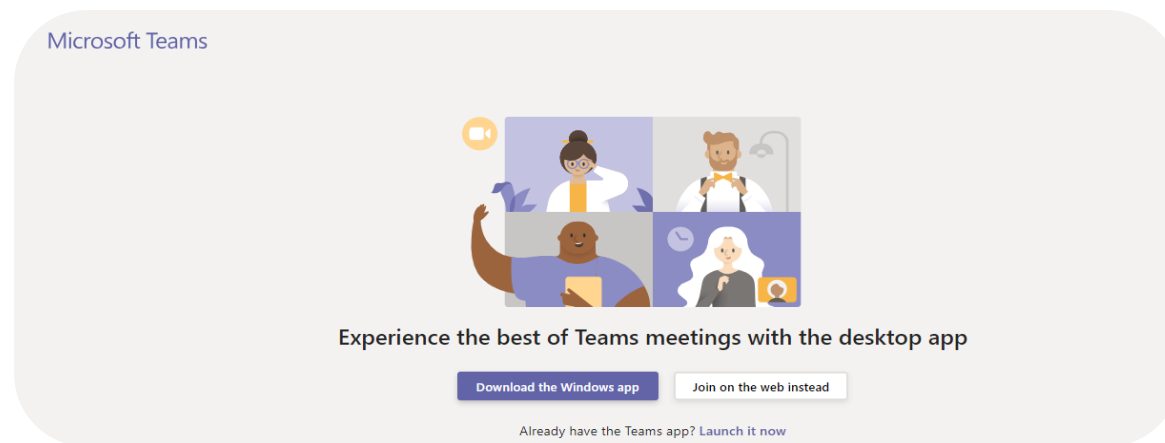 Microsoft Teams
Experience the best of Teams meetings with the desktop app
Download the Windows app
Join on the web instead
Already have the Teams app? Launch it now